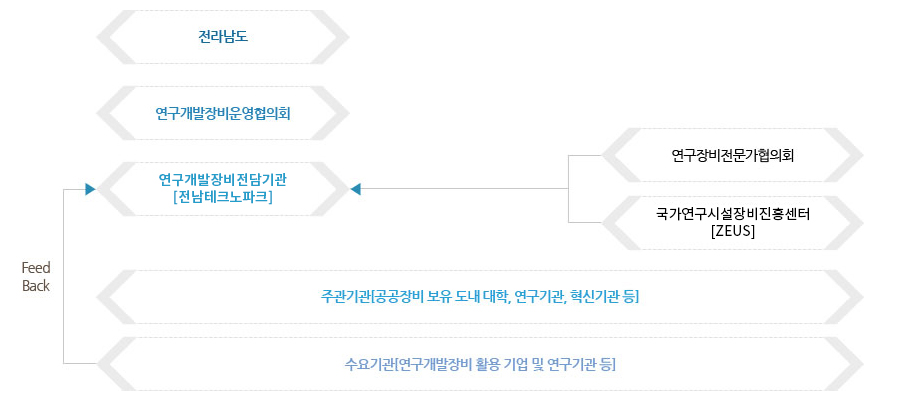 전라남도
연구개발장비운영협의회
연구장비전문가협의회
연구개발장비전담기관
[전남테크노파크]
국가연구시설장비진흥센터
[ZEUS]
Feed
Back
주관기관[공공장비 보유 도내 대학, 연구기관, 혁신기관 등]
수요기관[연구개발장비 활용 기업 및 연구기관 등]